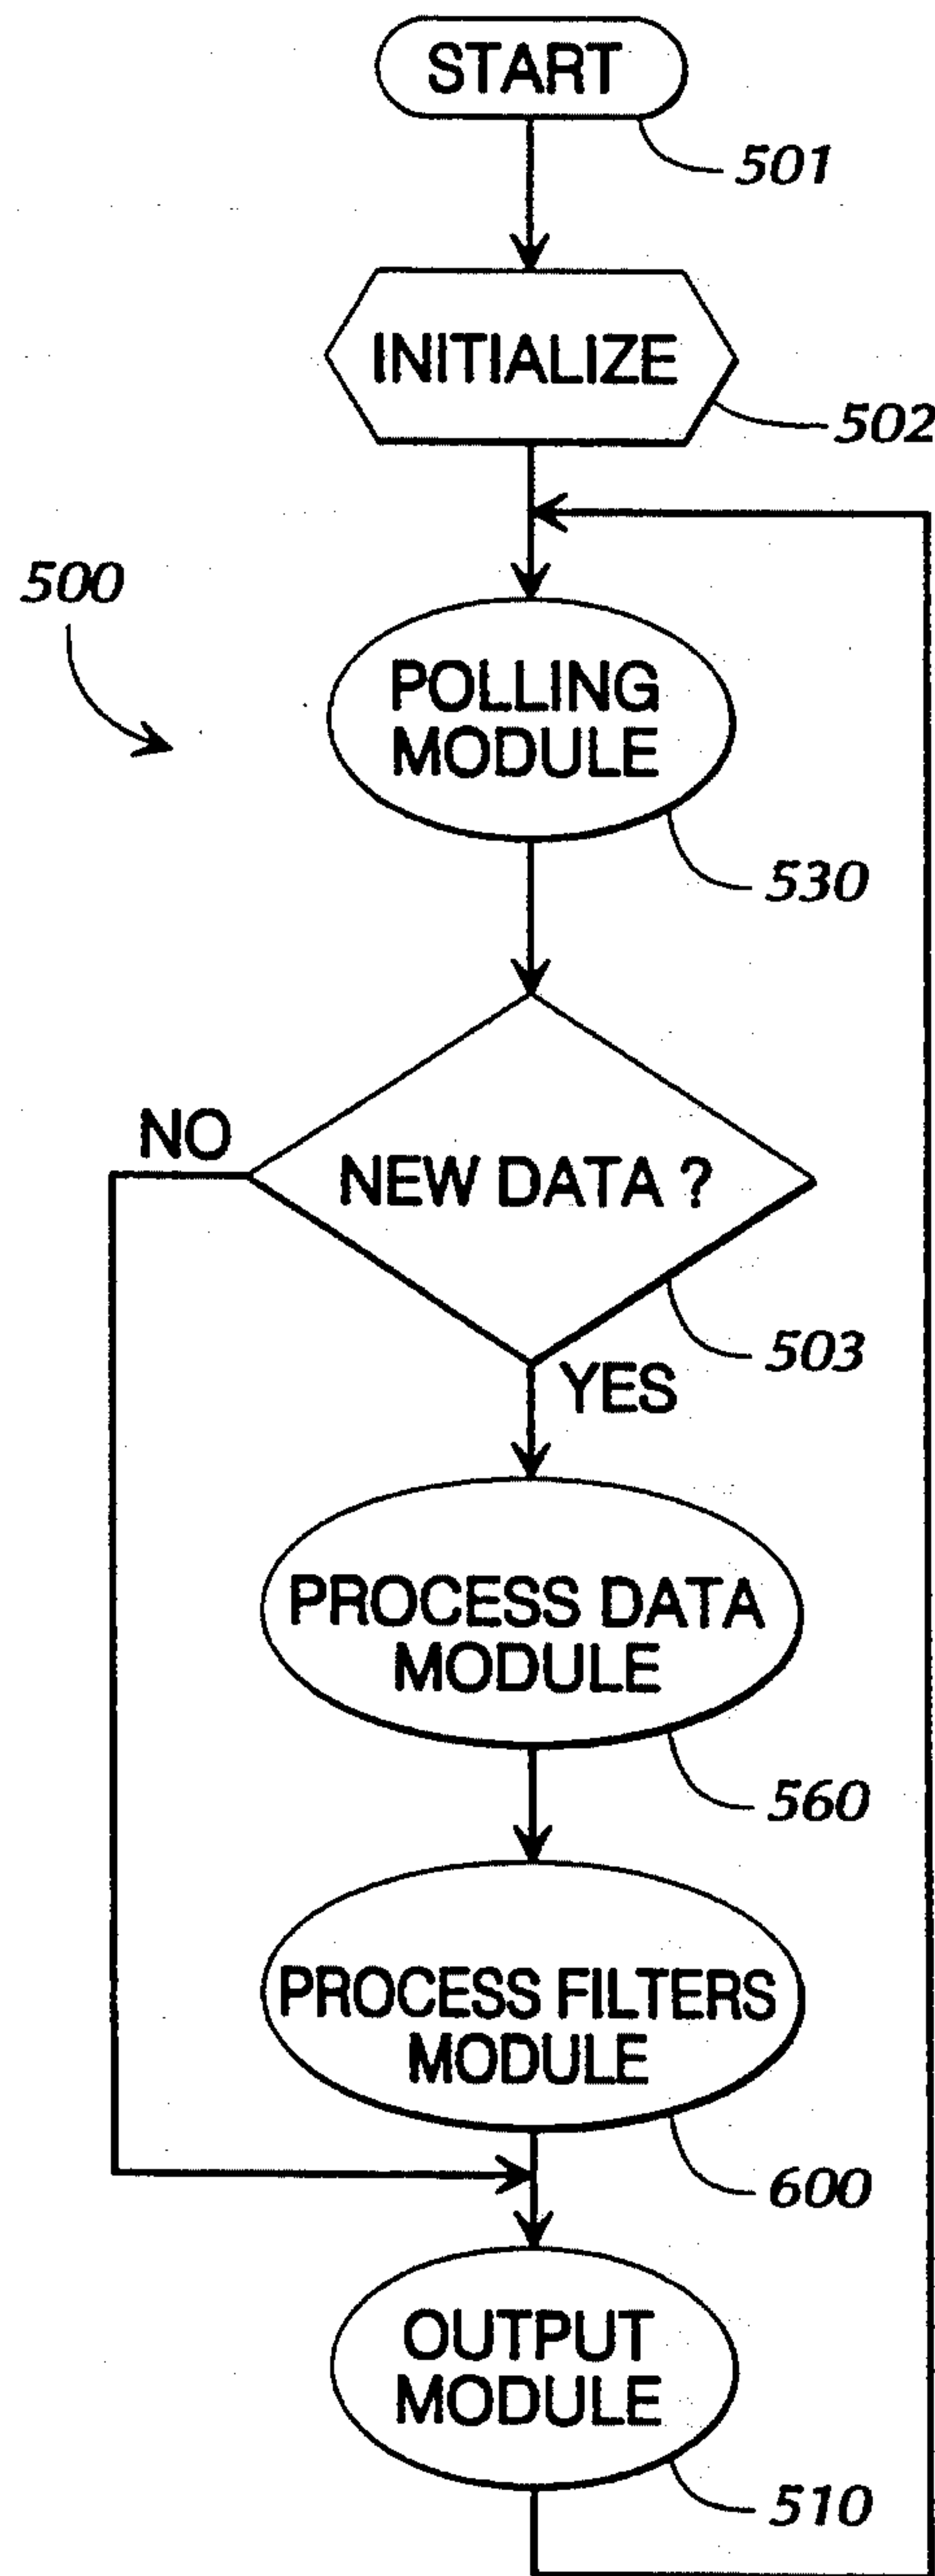 START
501
INITIALIZE
502
500
POLLING
MODULE
530
NO
NEW DATA ?
503
YES
PROCESS DATA
MODULE
560
PROCESS FILTERS
MODULE
600
OUTPUT
MODULE
510